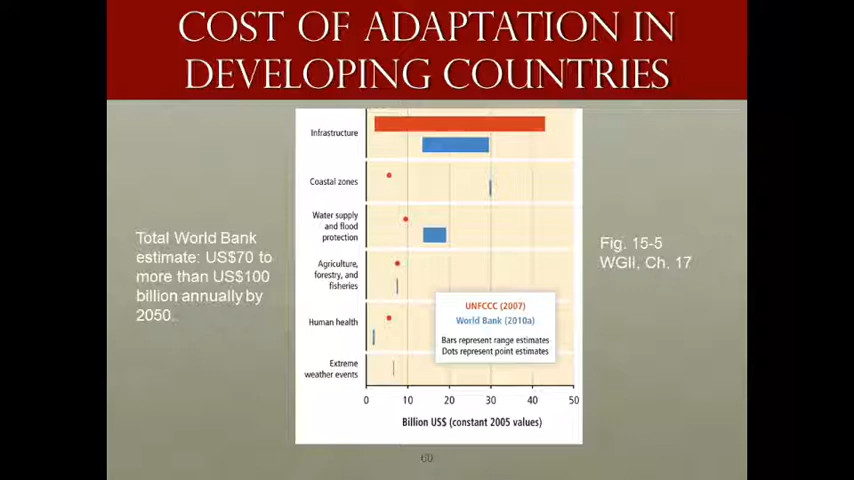 COST OF ADAPTATION IN
DEVELOPING COUNTRIES
Total World Bank
estimate: US$70 to
more than US$100
billion annually by
2050.
Infrastructure
Coastal zones
Water supply
and flood
protection
Agriculture,
forestry, and
fisheries
Human health
Extreme
weather events
UNFCCC (2007)
World Bank (2010a)
Bars represent range estimates
Dots represent point estimates
0 10 20 30 40 50
Billion US$ (constant 2005 values)
Fig. 15-5
WGII, Ch. 17
60